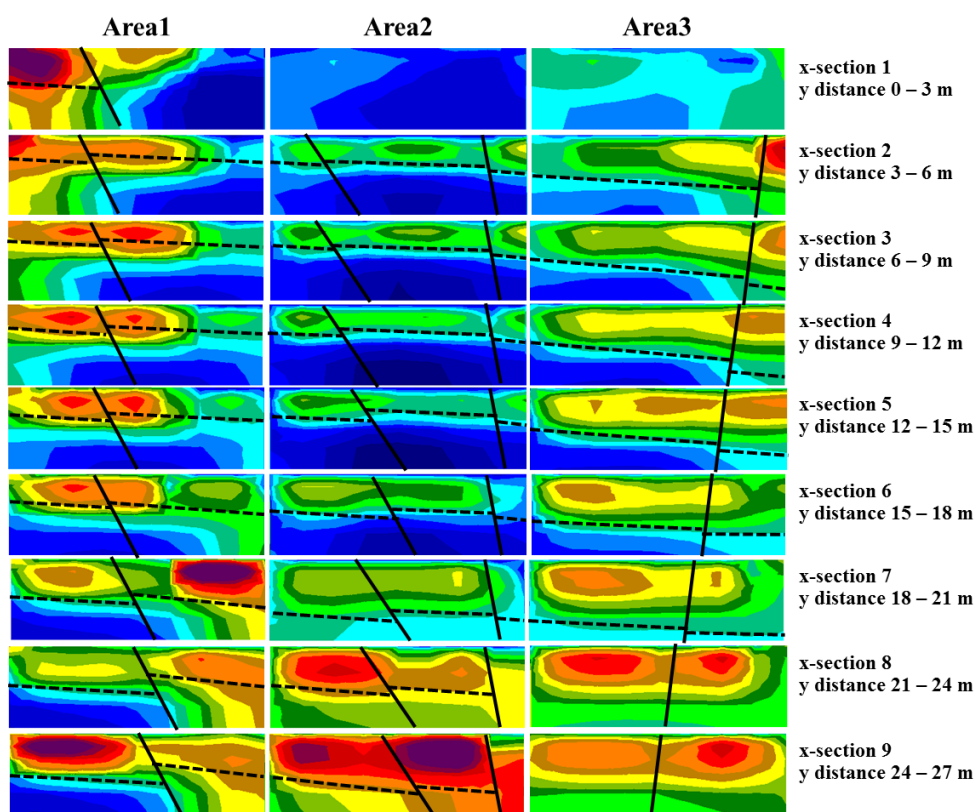 Area1 Area2 Area3
x-section 1
y distance 0 – 3 m
x-section 2
y distance 3 – 6 m
x-section 3
y distance 6 – 9 m
x-section 4
y distance 9 – 12 m
x-section 5
y distance 12 – 15 m
x-section 6
y distance 15 – 18 m
x-section 7
y distance 18 – 21 m
x-section 8
y distance 21 – 24 m
x-section 9
y distance 24 – 27 m